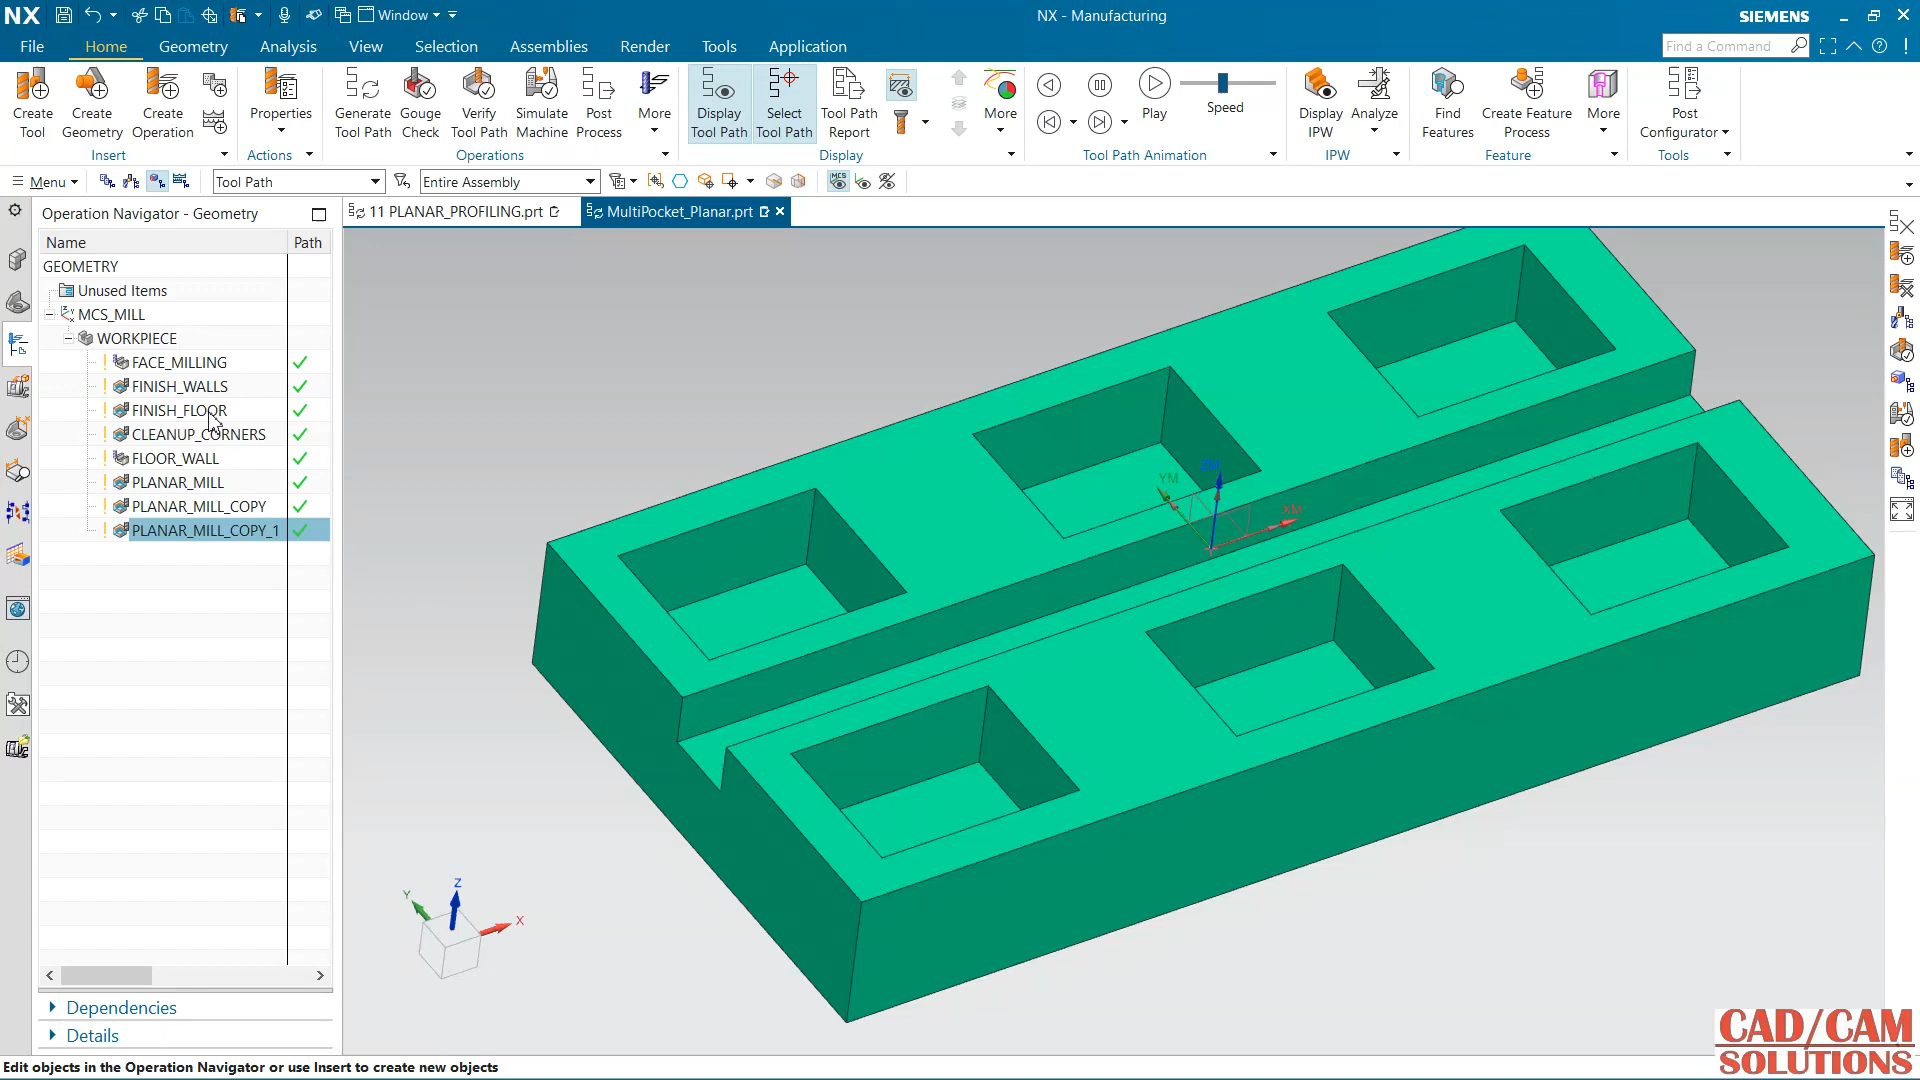 NX
Window
NX - Manufacturing
SIEMENS
File
Home
Geometry
Analysis
View
Selection
Assemblies
Render
Tools
Application
Find a Command
Create
Tool
Create
Geometry
Create
Operation
Properties
Generate
Tool Path
Gouge
Check
Verify
Tool Path
Simulate
Machine
Post
Process
More
Display
Tool Path
Select
Tool Path
Tool Path
Report
More
Play
Speed
Display
IPW
Analyze
Find
Features
Create Feature
Process
More
Post
Configurator
Insert
Actions
Operations
Display
Tool Path Animation
IPW
Feature
Tools
Menu
Tool Path
Entire Assembly
MCS
Operation Navigator - Geometry
11 PLANAR_PROFILING.prt
MultiPocket_Planar.prt
Name
Path
GEOMETRY
Unused Items
MCS_MILL
WORKPIECE
FACE_MILLING
FINISH_WALLS
FINISH_FLOOR
CLEANUP_CORNERS
FLOOR_WALL
PLANAR_MILL
PLANAR_MILL_COPY
PLANAR_MILL_COPY_1
ZM
YM
XM
Z
Y
X
Dependencies
Details
Edit objects in the Operation Navigator or use Insert to create new objects
CAD/CAM
SOLUTIONS